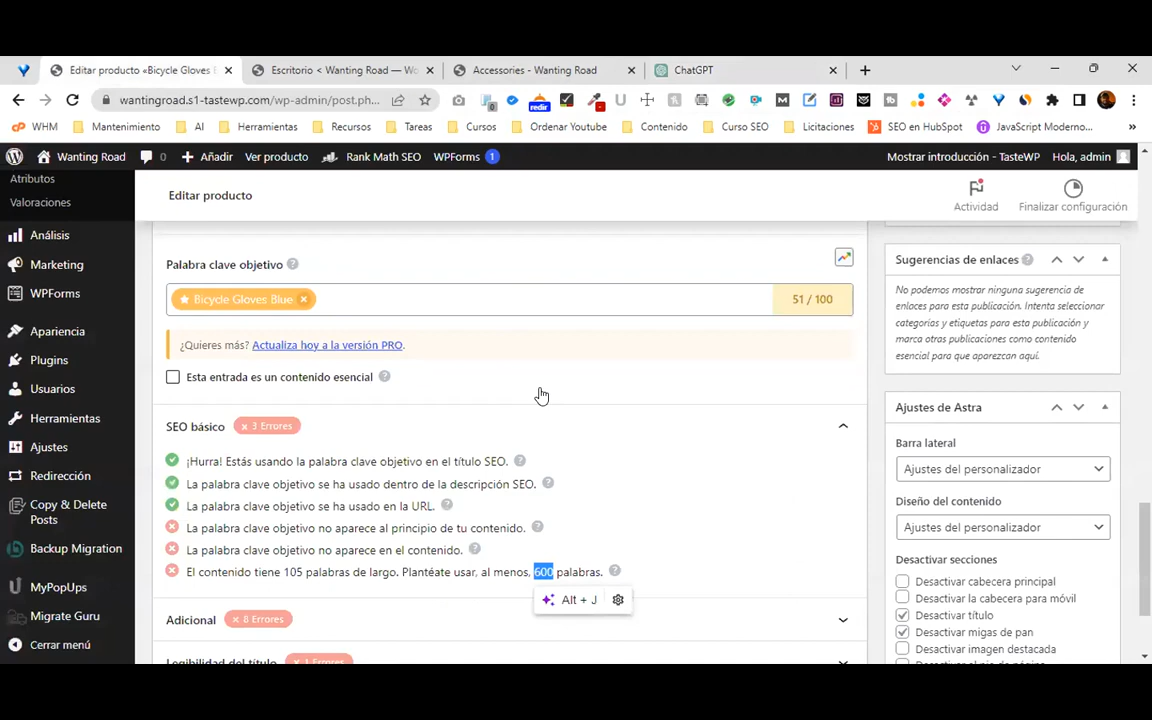 Editar producto «Bicycle Gloves B
Escritorio < Wanting Road — Wo
Accessories - Wanting Road
ChatGPT
wantingroad.s1-tastewp.com/wp-admin/post.ph...
redir
WHM
Mantenimiento
AI
Herramientas
Recursos
Tareas
Cursos
Ordenar Youtube
Contenido
Curso SEO
Licitaciones
SEO en HubSpot
JavaScript Moderno...
Wanting Road
0
Añadir
Ver producto
Rank Math SEO
WPForms 1
Mostrar introducción - TasteWP
Hola, admin
Atributos
Valoraciones
Análisis
Marketing
WPForms
Apariencia
Plugins
Usuarios
Herramientas
Ajustes
Redirección
Copy & Delete
Posts
Backup Migration
MyPopUps
Migrate Guru
Cerrar menú
Editar producto
Actividad
Finalizar configuración
Palabra clave objetivo
Bicycle Gloves Blue
51 / 100
¿Quieres más? Actualiza hoy a la versión PRO.
Esta entrada es un contenido esencial
SEO básico
× 3 Errores
¡Hurra! Estás usando la palabra clave objetivo en el título SEO.
La palabra clave objetivo se ha usado dentro de la descripción SEO.
La palabra clave objetivo se ha usado en la URL.
La palabra clave objetivo no aparece al principio de tu contenido.
La palabra clave objetivo no aparece en el contenido.
El contenido tiene 105 palabras de largo. Plantéate usar, al menos, 600 palabras.
Alt + J
Adicional
× 8 Errores
Legibilidad del título
× 1 Errores
Sugerencias de enlaces
No podemos mostrar ninguna sugerencia de
enlaces para esta publicación. Intenta seleccionar
categorías y etiquetas para esta publicación y
marca otras publicaciones como contenido
esencial para que aparezcan aquí.
Ajustes de Astra
Barra lateral
Ajustes del personalizador
Diseño del contenido
Ajustes del personalizador
Desactivar secciones
Desactivar cabecera principal
Desactivar la cabecera para móvil
Desactivar título
Desactivar migas de pan
Desactivar imagen destacada